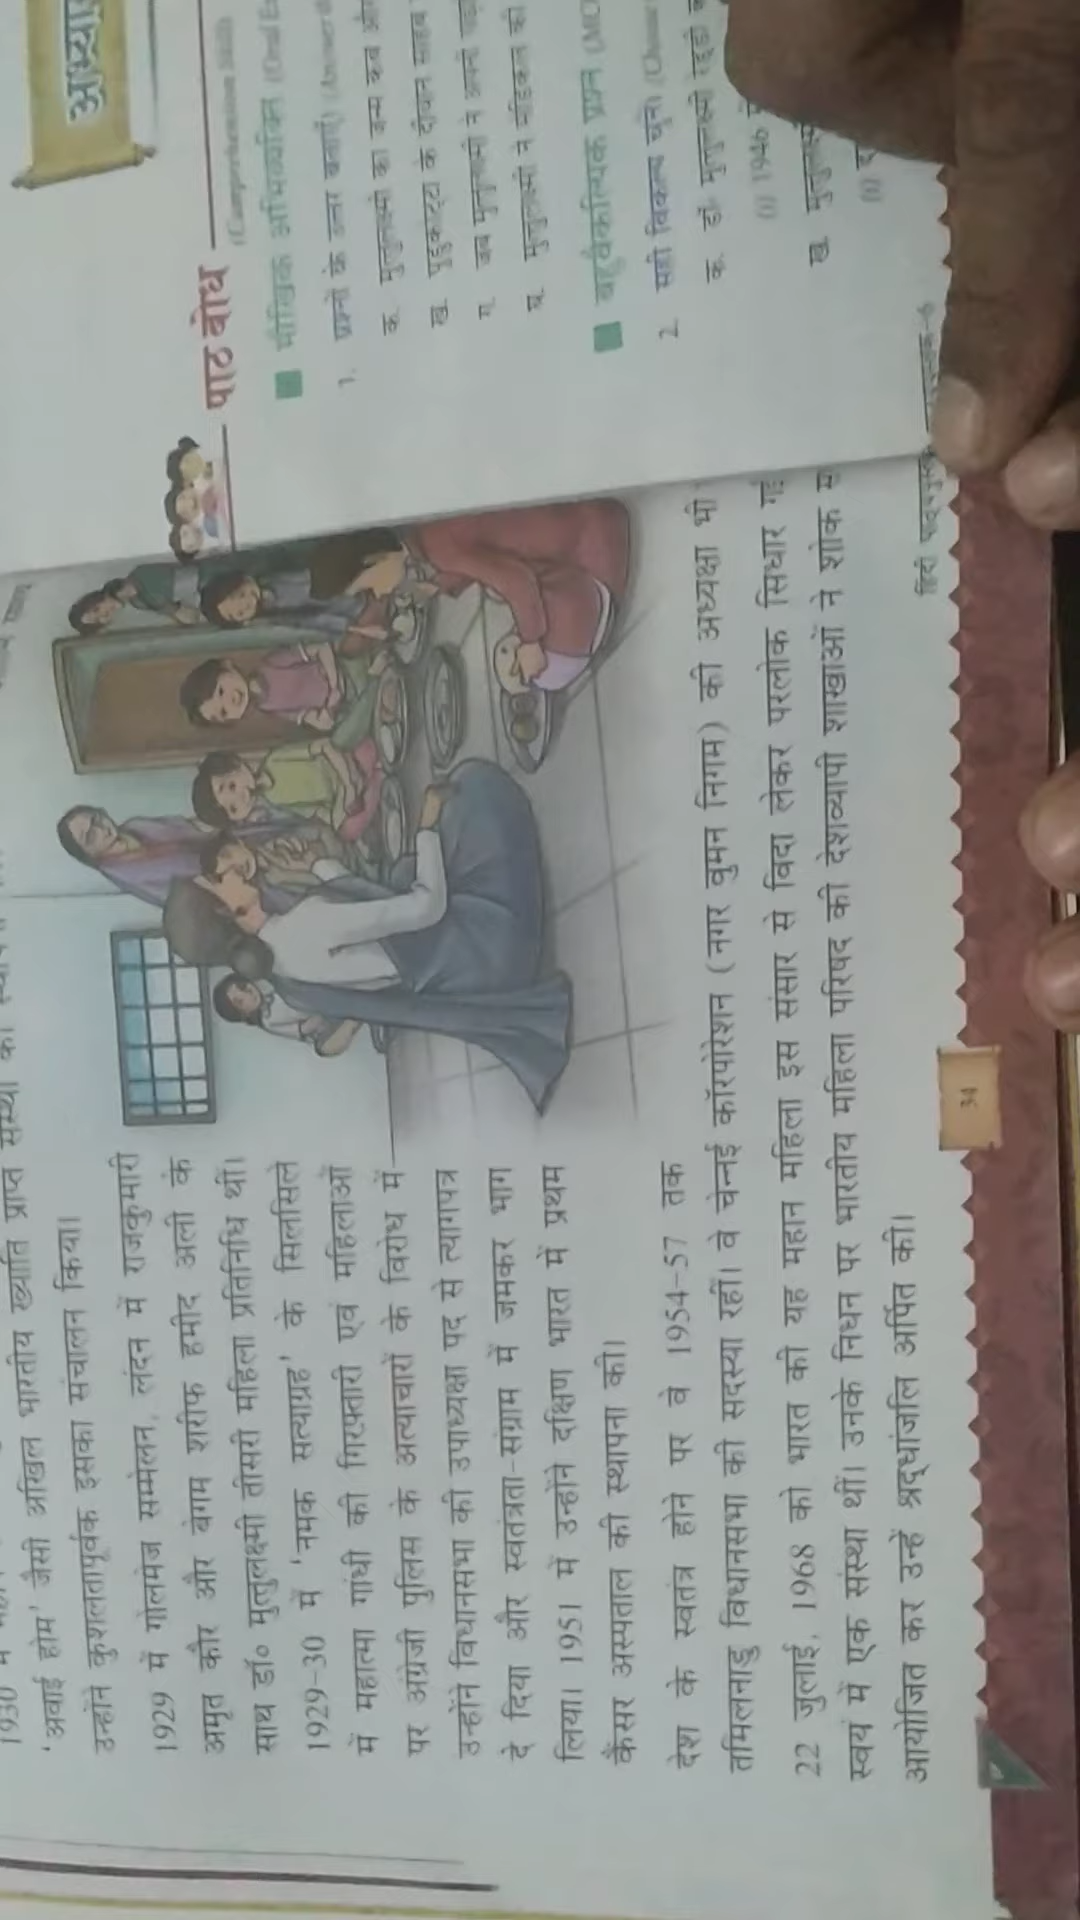 'अवाई होम' जैसी अखिल भारतीय ख्याति प्राप्त संस्था की
उन्होंने कुशलतापूर्वक इसका संचालन किया।
1929 में गोलमेज सम्मेलन, लंदन में राजकुमारी
अमृत कौर और बेगम शरीफ हमीद अली के
साथ डॉ० मुत्तुलक्ष्मी तीसरी महिला प्रतिनिधि थीं।
1929-30 में 'नमक सत्याग्रह' के सिलसिले
में महात्मा गांधी की गिरफ्तारी एवं महिलाओं
पर अंग्रेजी पुलिस के अत्याचारों के विरोध में
उन्होंने विधानसभा की उपाध्यक्षा पद से त्यागपत्र
दे दिया और स्वतंत्रता-संग्राम में जमकर भाग
लिया। 1951 में उन्होंने दक्षिण भारत में प्रथम
कैंसर अस्पताल की स्थापना की।
देश के स्वतंत्र होने पर वे 1954-57 तक
तमिलनाडु विधानसभा की सदस्या रहीं। वे चेन्नई कॉरपोरेशन (नगर वुमन निगम) की अध्यक्षा भी
22 जुलाई, 1968 को भारत की यह महान महिला इस संसार से विदा लेकर परलोक सिधार
स्वयं में एक संस्था थीं। उनके निधन पर भारतीय महिला परिषद की देशव्यापी शाखाओं ने शोक
आयोजित कर उन्हें श्रद्धांजलि अर्पित की।
34
हिंदी पाठ्यपुस्तक
पाठ बोध
मौखिक अभिव्यक्ति
1. प्रश्नों के उत्तर बताओ
क. मुत्तुलक्ष्मी का जन्म कब
ख. पुडुकोट्टा के दीवान साहब
ग. जब मुत्तुलक्ष्मी ने अपने
घ. मुत्तुलक्ष्मी ने मेडिकल की
बहुवैकल्पिक प्रश्न
2. सही विकल्प चुनो
क. डॉ० मुत्तुलक्ष्मी रेड्डी
(i) 1946
ख.
(i)